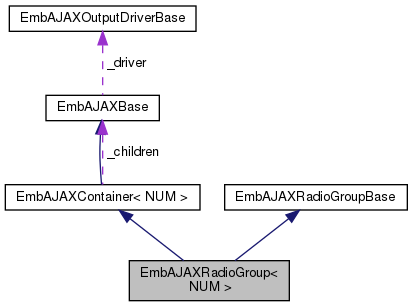 EmbAJAXOutputDriverBase
_driver
EmbAJAXBase
_children
EmbAJAXContainer< NUM >
EmbAJAXRadioGroupBase
EmbAJAXRadioGroup<
NUM >